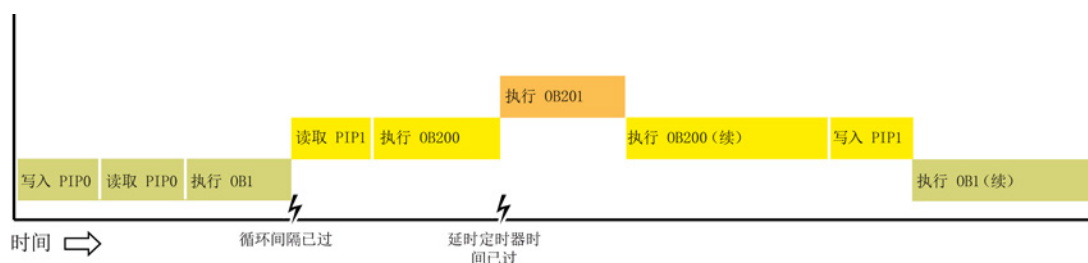 执行 OB201
读取 PIP1
执行 OB200
执行 OB200(续)
写入 PIP1
写入 PIP0
读取 PIP0
执行 OB1
执行 OB1(续)
时间
循环间隔已过
延时定时器时
间已过